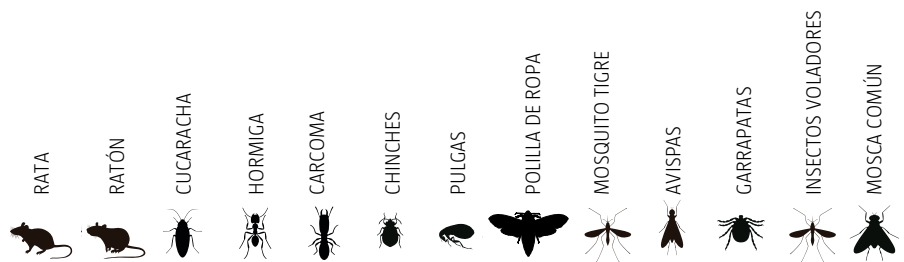 RATA
RATÓN
CUCARACHA
HORMIGA
CARCOMA
CHINCHES
PULGAS
POLILLA DE ROPA
MOSQUITO TIGRE
AVISPAS
GARRAPATAS
INSECTOS VOLADORES
MOSCA COMÚN